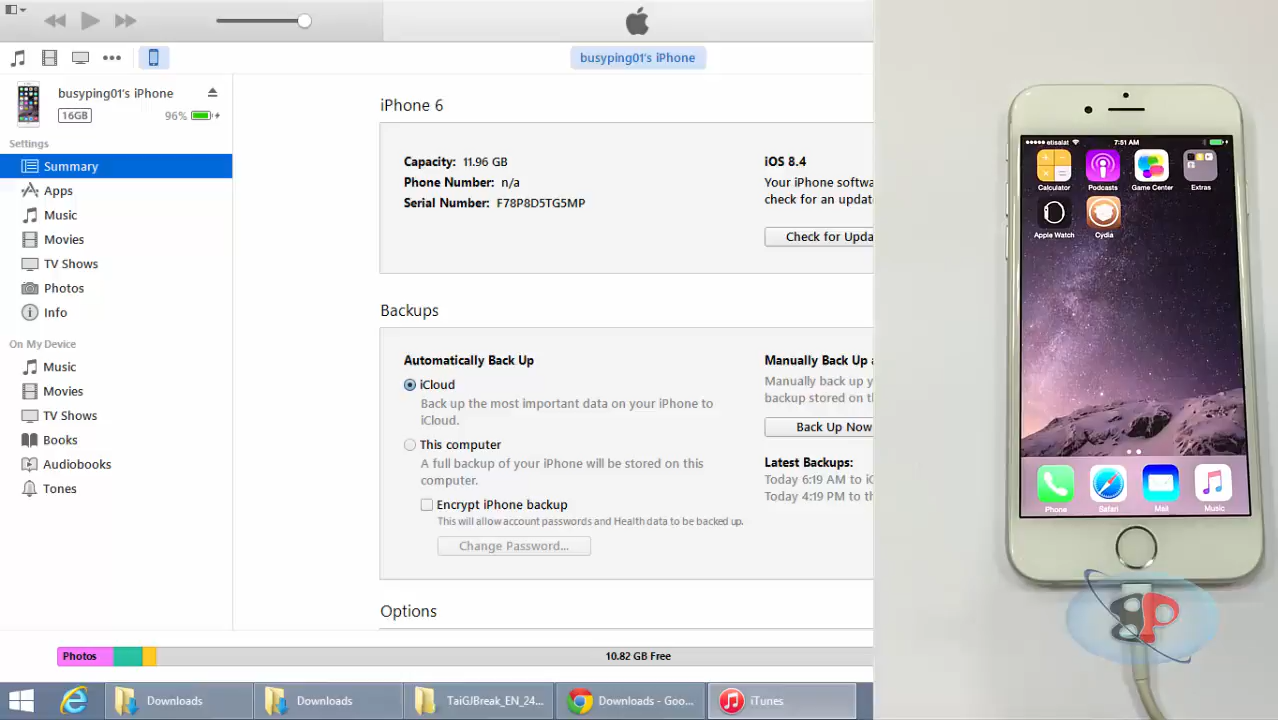 busyping01's iPhone
busyping01's iPhone
16GB
96%
Settings
Summary
Apps
Music
Movies
TV Shows
Photos
Info
On My Device
Music
Movies
TV Shows
Books
Audiobooks
Tones
iPhone 6
Capacity: 11.96 GB
Phone Number: n/a
Serial Number: F78P8D5TG5MP
iOS 8.4
Your iPhone softwa
check for an update
Check for Upda
Backups
Automatically Back Up
iCloud
Back up the most important data on your iPhone to
iCloud.
This computer
A full backup of your iPhone will be stored on this
computer.
Encrypt iPhone backup
This will allow account passwords and Health data to be backed up.
Change Password...
Manually Back Up a
Manually back up y
backup stored on th
Back Up Now
Latest Backups:
Today 6:19 AM to iC
Today 4:19 PM to th
Options
Photos
10.82 GB Free
Downloads
Downloads
TaiGJBreak_EN_24...
Downloads - Goo...
iTunes
etisalat
7:51 AM
Calculator
Podcasts
Game Center
Extras
Apple Watch
Cydia
Phone
Safari
Mail
Music
BP